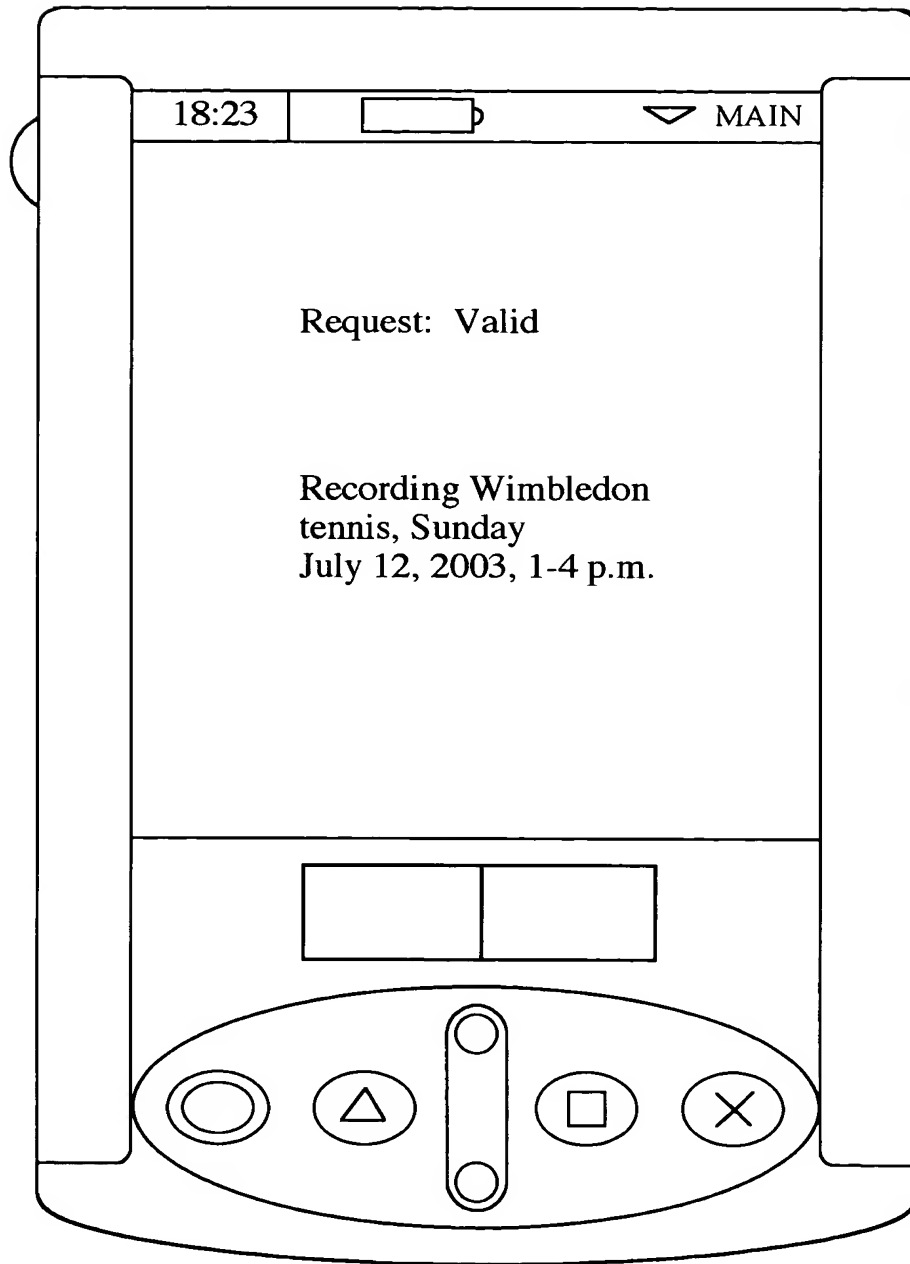 18:23 MAIN
Request: Valid
Recording Wimbledon
tennis, Sunday
July 12, 2003, 1-4 p.m.